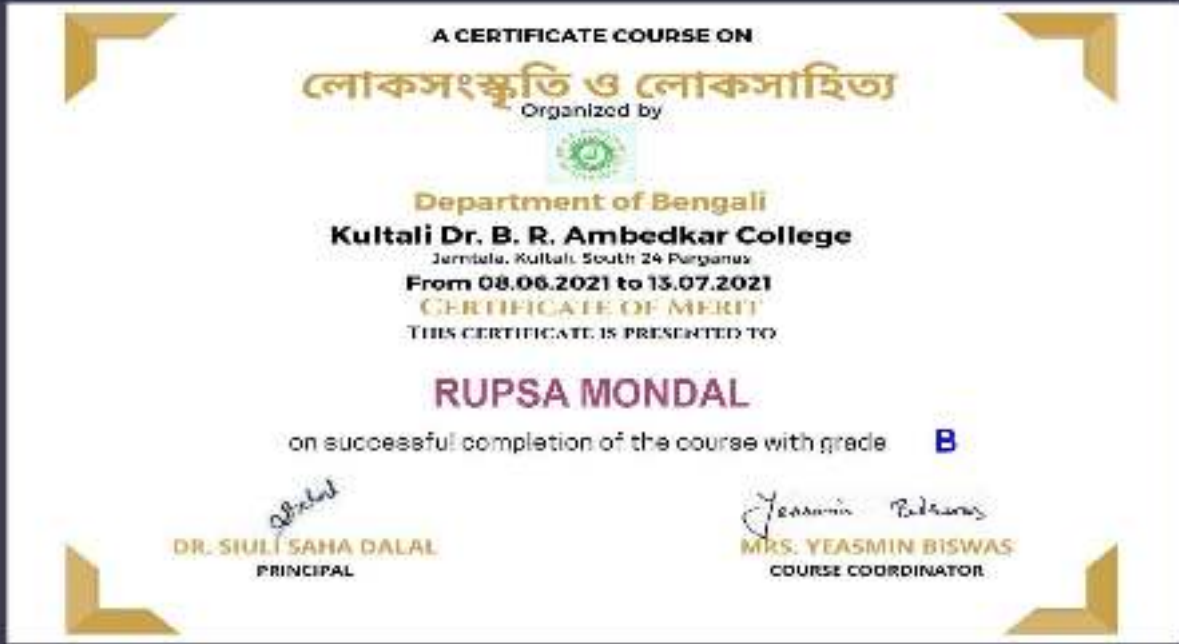 A CERTIFICATE COURSE ON
লোকসংস্কৃতি ও লোকসাহিত্য
Organized by
Department of Bengali
Kultali Dr. B. R. Ambedkar College
Jamtala, Kultali, South 24 Parganas
From 08.06.2021 to 13.07.2021
CERTIFICATE OF MERIT
THIS CERTIFICATE IS PRESENTED TO
RUPSA MONDAL
on successful completion of the course with grade B
Yeasmin Biswas
DR. SIULI SAHA DALAL
MRS. YEASMIN BISWAS
PRINCIPAL
COURSE COORDINATOR